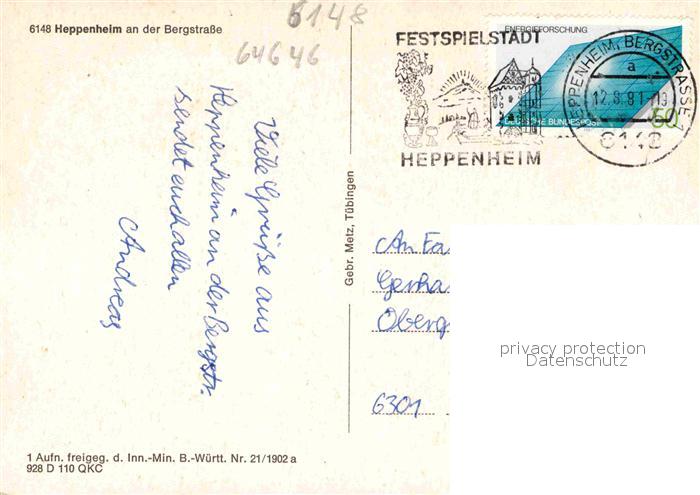 6148 Heppenheim an der Bergstraße
6148
64646
FESTSPIELSTADT
HEPPENHEIM
ENERGIEFORSCHUNG
DEUTSCHE BUNDESPOST
60
HEPPENHEIM, BERGSTRASSE 1
a
12.8.81-19
6148
Viele Grüße aus
Heppenheim an der Bergstr.
sendet euch allen
Andreas
Gebr. Metz, Tübingen
An Fa
Gerha
Oberg
6301
privacy protection
Datenschutz
1 Aufn. freigeg. d. Inn.-Min. B.-Württ. Nr. 21/1902 a
928 D 110 QKC